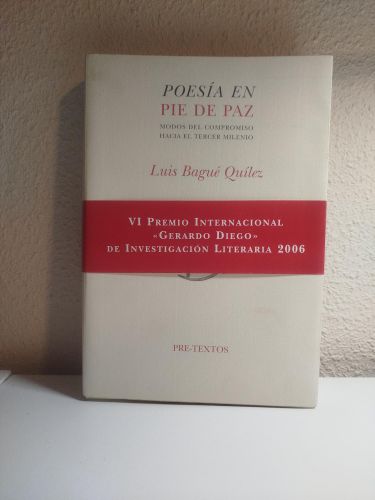 POESÍA EN
PIE DE PAZ
MODOS DEL COMPROMISO
HACIA EL TERCER MILENIO
Luis Bagué Quílez
VI PREMIO INTERNACIONAL
«GERARDO DIEGO»
DE INVESTIGACIÓN LITERARIA 2006
PRE-TEXTOS